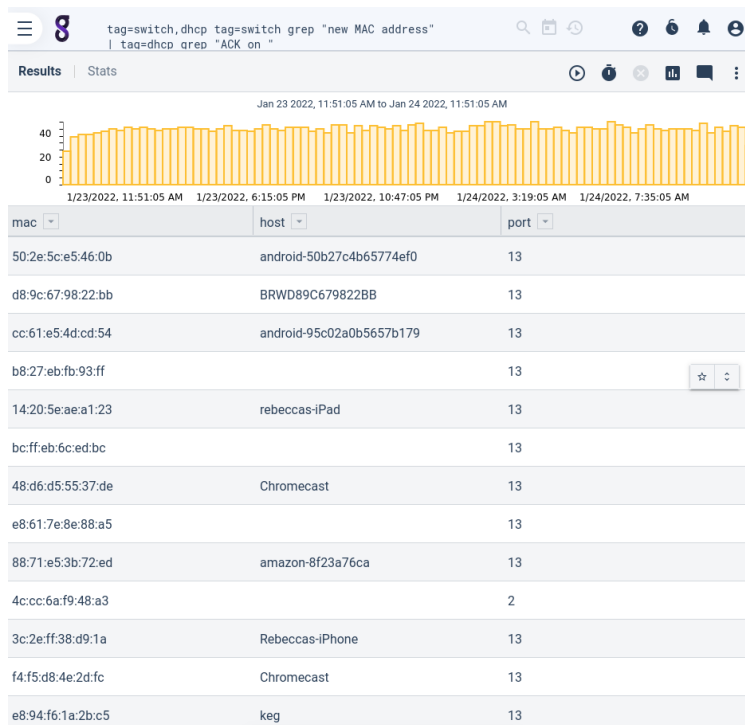 tag=switch,dhcp tag=switch grep "new MAC address"
| tag=dhcp grep "ACK on "
Results Stats
Jan 23 2022, 11:51:05 AM to Jan 24 2022, 11:51:05 AM
40
20
0
1/23/2022, 11:51:05 AM 1/23/2022, 6:15:05 PM 1/23/2022, 10:47:05 PM 1/24/2022, 3:19:05 AM 1/24/2022, 7:35:05 AM
mac host port
50:2e:5c:e5:46:0b android-50b27c4b65774ef0 13
d8:9c:67:98:22:bb BRWD89C679822BB 13
cc:61:e5:4d:cd:54 android-95c02a0b5657b179 13
b8:27:eb:fb:93:ff 13
14:20:5e:ae:a1:23 rebeccas-iPad 13
bc:ff:eb:6c:ed:bc 13
48:d6:d5:55:37:de Chromecast 13
e8:61:7e:8e:88:a5 13
88:71:e5:3b:72:ed amazon-8f23a76ca 13
4c:cc:6a:f9:48:a3 2
3c:2e:ff:38:d9:1a Rebeccas-iPhone 13
f4:f5:d8:4e:2d:fc Chromecast 13
e8:94:f6:1a:2b:c5 keg 13